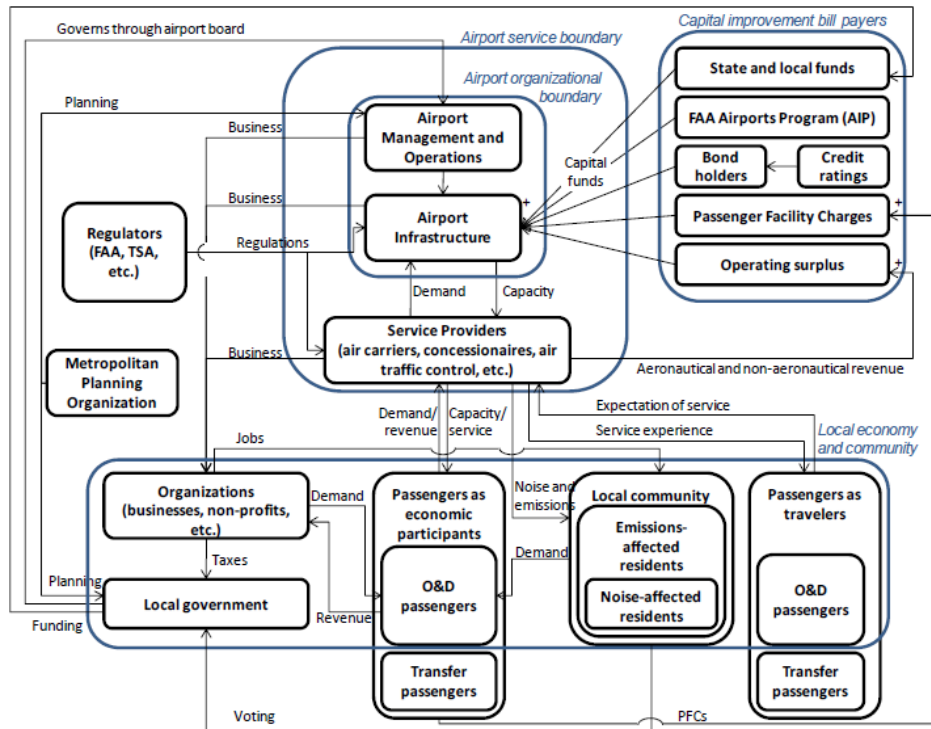 Governs through airport board
Airport service boundary
Capital improvement bill payers
Airport organizational
boundary
State and local funds
Planning
FAA Airports Program (AIP)
Business
Airport
Management and
Operations
Capital
funds
Bond
holders
Credit
ratings
+
Business
+
Airport
Infrastructure
Passenger Facility Charges
Regulators
(FAA, TSA,
etc.)
Regulations
Operating surplus
+
Demand
Capacity
Service Providers
(air carriers, concessionaires, air
traffic control, etc.)
Business
Aeronautical and non-aeronautical revenue
Metropolitan
Planning
Organization
Demand/
revenue
Capacity/
service
Expectation of service
Service experience
Local economy
and community
Jobs
Organizations
(businesses, non-profits,
etc.)
Demand
Passengers as
economic
participants
Noise and
emissions
Local community
Passengers as
travelers
Emissions-
affected
residents
Taxes
Demand
O&D
passengers
Noise-affected
residents
O&D
passengers
Planning
Local government
Revenue
Funding
Transfer
passengers
Transfer
passengers
Voting
PFCs